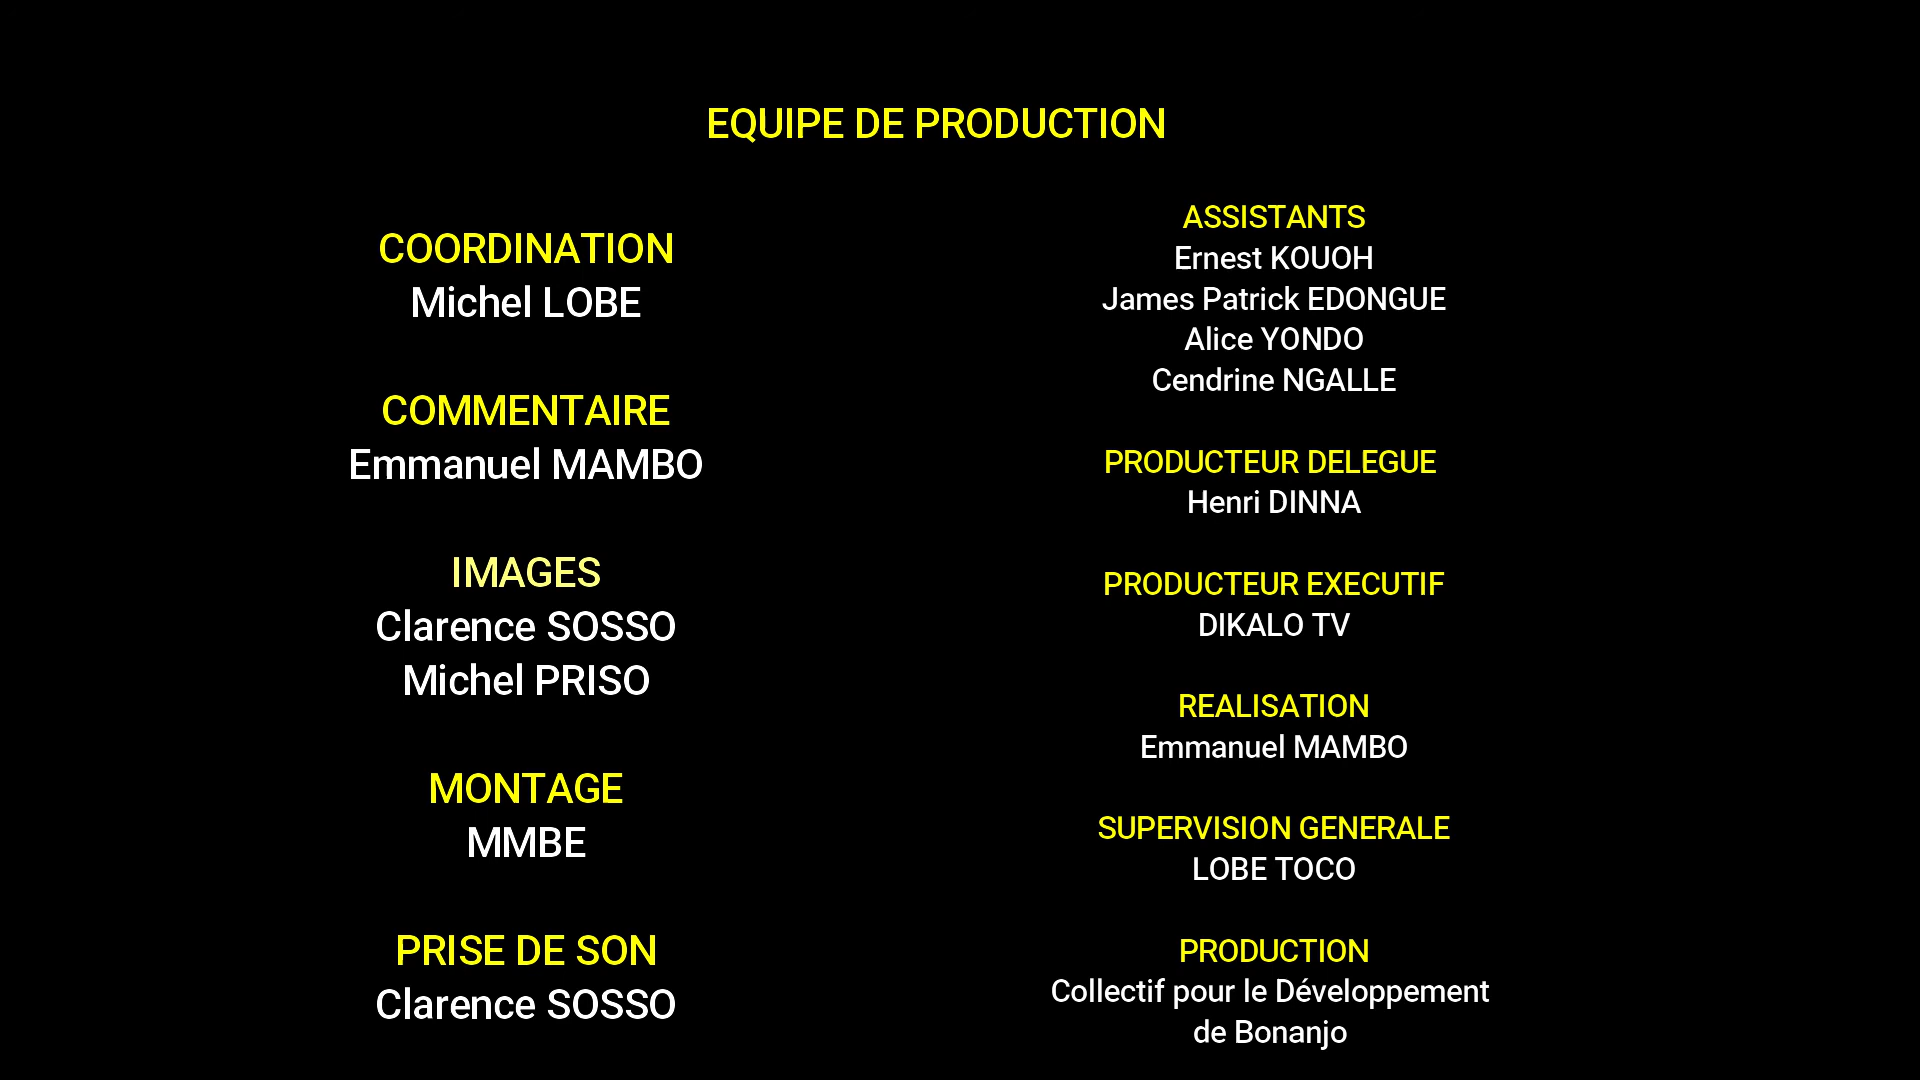 EQUIPE DE PRODUCTION
COORDINATION
Michel LOBE
COMMENTAIRE
Emmanuel MAMBO
IMAGES
Clarence SOSSO
Michel PRISO
MONTAGE
MMBE
PRISE DE SON
Clarence SOSSO
ASSISTANTS
Ernest KOUOH
James Patrick EDONGUE
Alice YONDO
Cendrine NGALLE
PRODUCTEUR DELEGUE
Henri DINNA
PRODUCTEUR EXECUTIF
DIKALO TV
REALISATION
Emmanuel MAMBO
SUPERVISION GENERALE
LOBE TOCO
PRODUCTION
Collectif pour le Développement
de Bonanjo